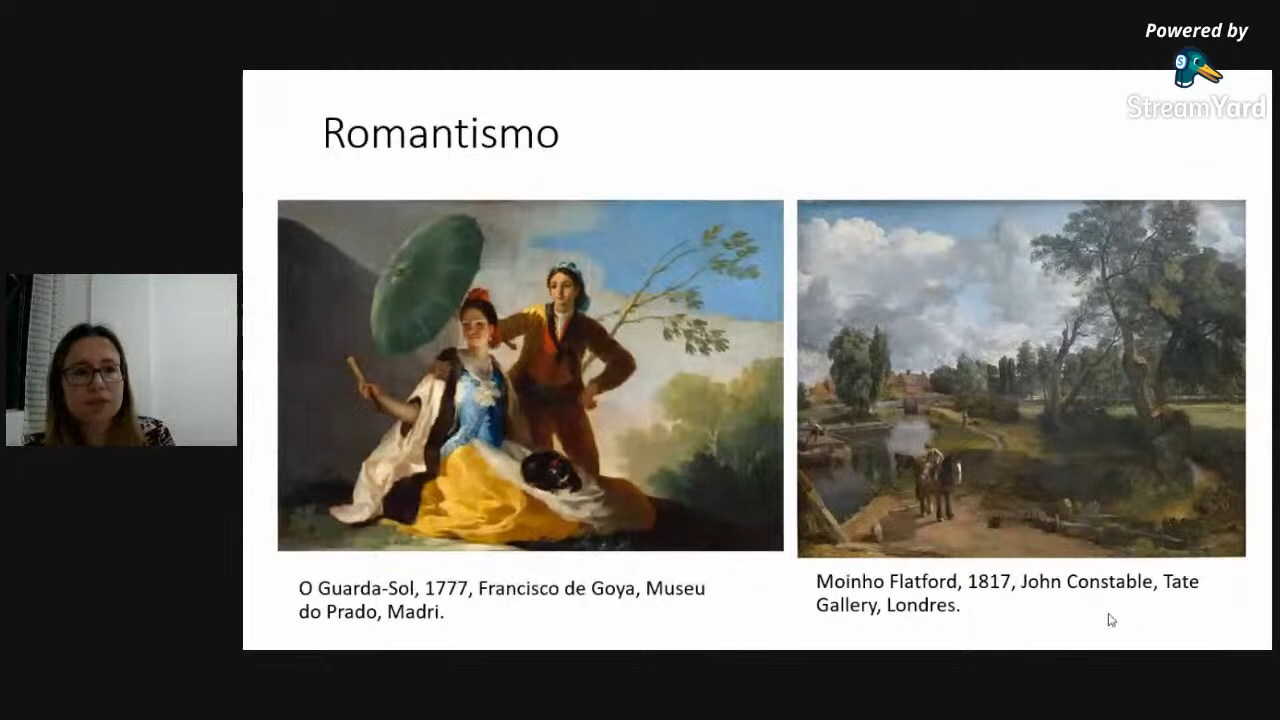 Powered by
StreamYard
Romantismo
O Guarda-Sol, 1777, Francisco de Goya, Museu
do Prado, Madri.
Moinho Flatford, 1817, John Constable, Tate
Gallery, Londres.